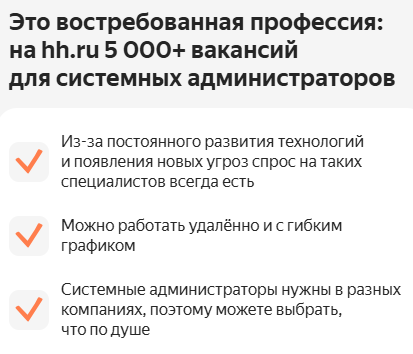 Это востребованная профессия:
на hh.ru 5 000+ вакансий
для системных администраторов
Из-за постоянного развития технологий
и появления новых угроз спрос на таких
специалистов всегда есть
Можно работать удалённо и с гибким
графиком
Системные администраторы нужны в разных
компаниях, поэтому можете выбрать,
что по душе